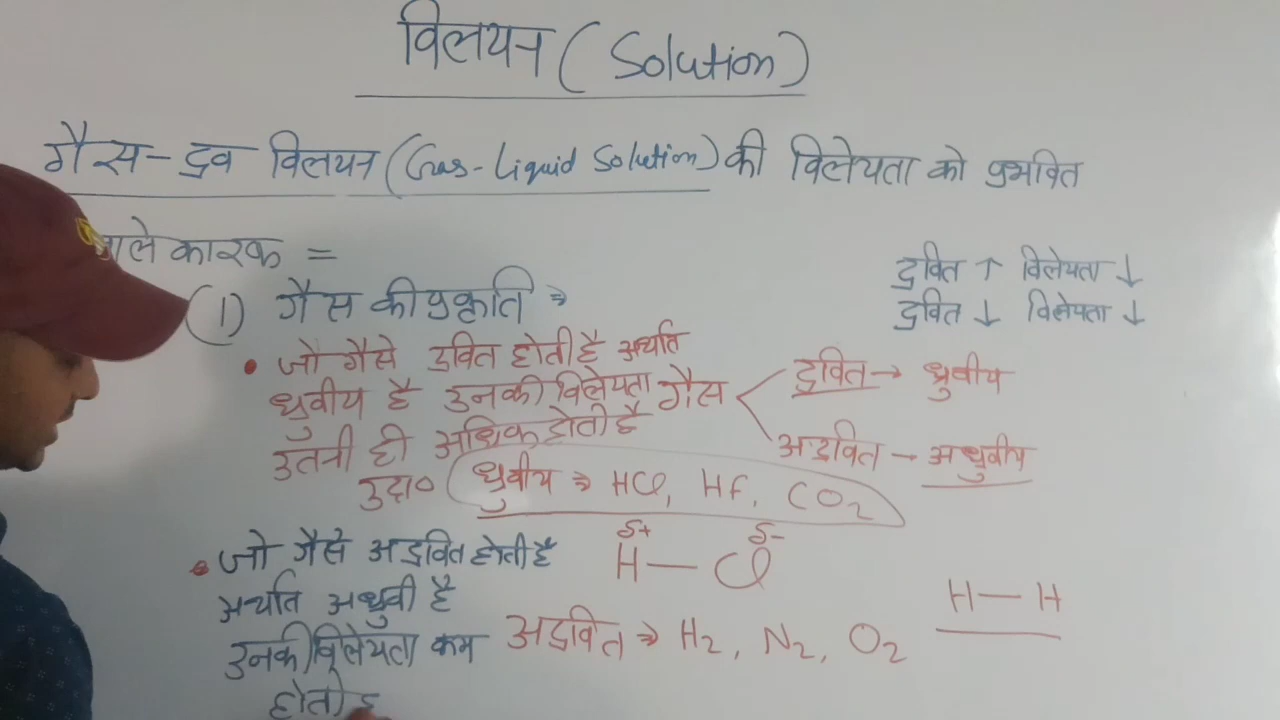 विलयन (Solution)
गैस-द्रव विलयन (Gas-Liquid Solution) की विलेयता को प्रभवित
वाले कारक =
द्रवित ↑ विलेयता ↓
द्रवित ↓ विलेयता ↓
(1) गैस की प्रकृति ⇒
• जो गैसे द्रवित होती है अर्थात
ध्रुवीय है उनकी विलेयता
उतनी ही अधिक होती है
गैस
द्रवित → ध्रुवीय
अद्रवित → अध्रुवीय
उदा० ध्रुवीय ⇒ HCl, HF, CO2
δ+ δ-
H — Cl
• जो गैसे अद्रवित होती है
अर्थात अध्रुवी है
उनकी विलेयता कम
होती है
अद्रवित ⇒ H2, N2, O2
H — H